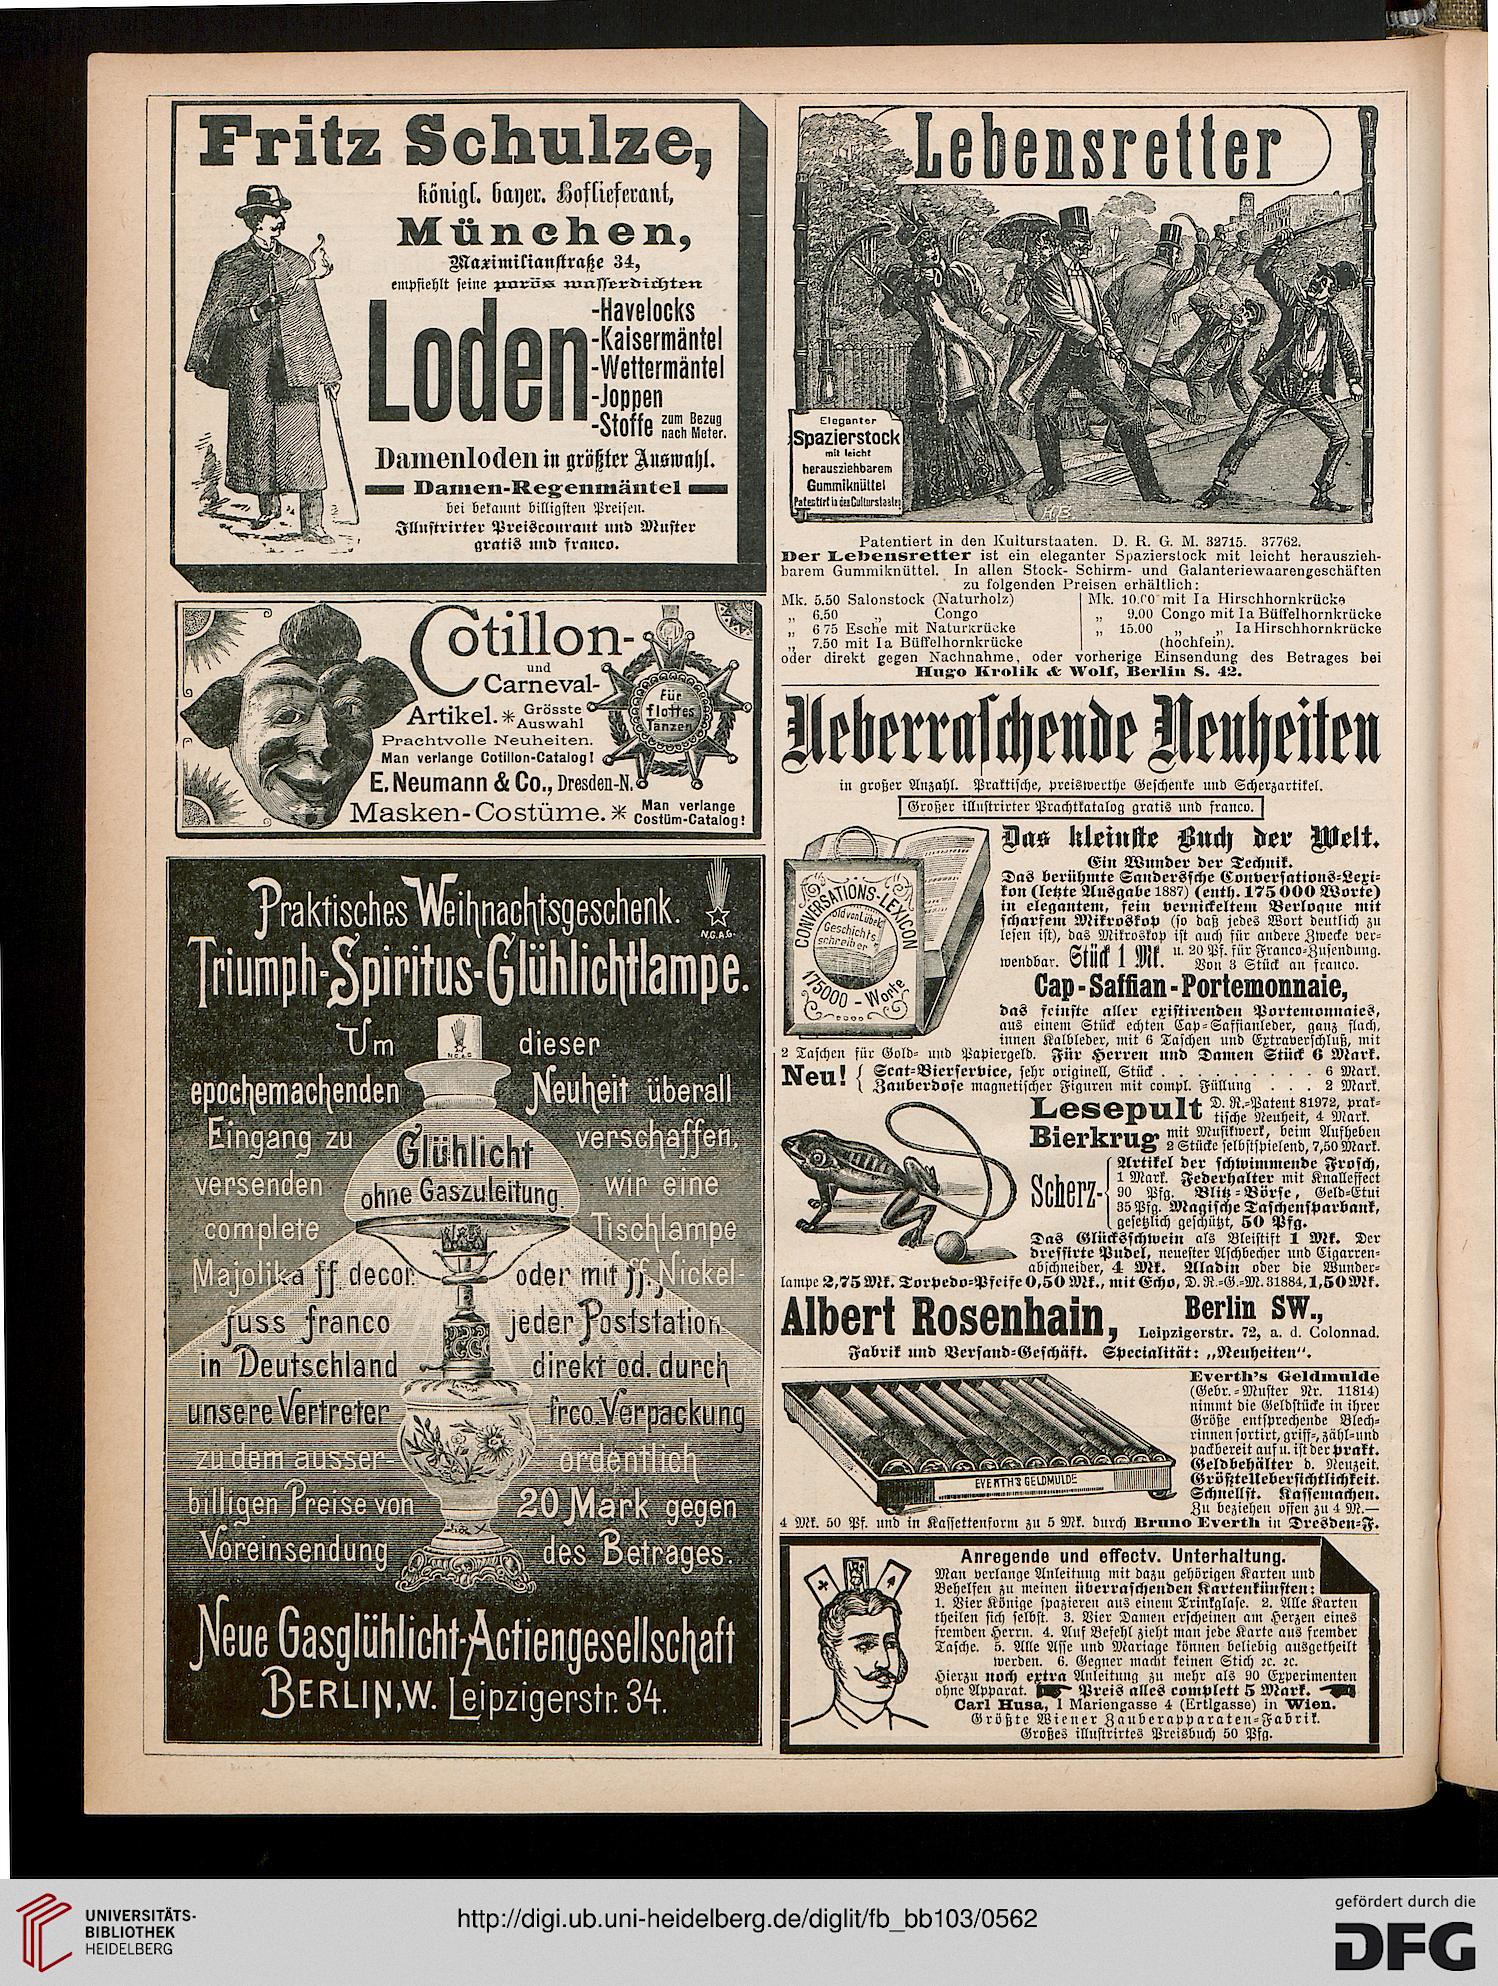 Fritz Schulze,
königl. bayer. Hoflieferant,
München,
Maximilianstraße 34,
empfiehlt seine porös wasserdichten
Loden
-Havelocks
-Kaisermäntel
-Wettermäntel
-Joppen
-Stoffe zum Bezug nach Meter.
Damenloden in größter Auswahl.
Damen-Regenmäntel
bei bekannt billigsten Preisen.
Illustrirter Preiscourant und Muster
gratis und franco.
Cotillon-
und
Carneval-
Artikel. * Grösste Auswahl
Prachtvolle Neuheiten.
Man verlange Cotillon-Catalog!
E. Neumann & Co., Dresden-N.
Masken-Costüme. * Man verlange Costüm-Catalog!
Für
flottes
Tanzen
Praktisches Weihnachtsgeschenk.
N.G.A.G.
Triumph-Spiritus-Glühlichtlampe.
Um dieser
epochemachenden Neuheit überall
Eingang zu verschaffen,
versenden wir eine
complete Tischlampe
Majolika ff. decor. oder mit ff. Nickel-
fuss franco jeder Poststation
in Deutschland direkt od. durch
unsere Vertreter frco. Verpackung
zu dem ausser- ordentlich
billigen Preise von 20 Mark gegen
Voreinsendung des Betrages.
Glühlicht
ohne Gaszuleitung.
Neue Gasglühlicht-Actiengesellschaft
BERLIN, W. Leipzigerstr. 34.
Lebensretter
Eleganter
Spazierstock
mit leicht
herausziehbarem
Gummiknüttel
Patentirt in den Culturstaaten
Patentiert in den Kulturstaaten. D. R. G. M. 32715. 37762.
Der Lebensretter ist ein eleganter Spazierstock mit leicht herauszieh-
barem Gummiknüttel. In allen Stock- Schirm- und Galanteriewaarengeschäften
zu folgenden Preisen erhältlich:
Mk. 5.50 Salonstock (Naturholz)
„ 6.50 „ Congo
„ 6 75 Esche mit Naturkrücke
„ 7.50 mit Ia Büffelhornkrücke
Mk. 10.00 mit Ia Hirschhornkrücke
„ 9.00 Congo mit Ia Büffelhornkrücke
„ 15.00 „ „ Ia Hirschhornkrücke
(hochfein).
oder direkt gegen Nachnahme, oder vorherige Einsendung des Betrages bei
Hugo Krolik & Wolf, Berlin S. 42.
Ueberraschende Neuheiten
in großer Anzahl. Praktische, preiswerthe Geschenke und Scherzartikel.
Großer illustrirter Prachtkatalog gratis und franco.
CONVERSATIONS-LEXICON
Geschichts
schreiber
175000 - Worte
Das kleinste Buch der Welt.
Ein Wunder der Technik.
Das berühmte Sanders'sche Conversations-Lexi-
kon (letzte Ausgabe 1887) (enth. 175 000 Worte)
in elegantem, fein vernickeltem Verloque mit
scharfem Mikroskop (so daß jedes Wort deutlich zu
lesen ist), das Mikroskop ist auch für andere Zwecke ver-
wendbar. Stück 1 Mk. u. 20 Pf. für Franco-Zusendung. Von 3 Stück an franco.
Cap-Saffian-Portemonnaie,
das feinste aller existirenden Portemonnaies,
aus einem Stück echten Cap-Saffianleder, ganz flach,
innen Kalbleder, mit 6 Taschen und Extraverschluß, mit
2 Taschen für Gold- und Papiergeld. Für Herren und Damen Stück 6 Mark.
Neu! { Scat-Bierservice, sehr originell, Stück . . . . . . . . . . 6 Mark.
Zauberdose magnetischer Figuren mit compl. Füllung . . . 2 Mark.
Lesepult D. R.-Patent 81972, prak-
tische Neuheit, 4 Mark.
Bierkrug mit Musikwerk, beim Aufheben
2 Stücke selbstspielend, 7,50 Mark.
Scherz- { Artikel der schwimmende Frosch,
1 Mark. Federhalter mit Knalleffect
90 Pfg. Blitz-Börse, Geld-Etui
35 Pfg. Magische Taschensparbank,
gesetzlich geschützt, 50 Pfg.
Das Glücksschwein als Bleistift 1 Mk. Der
dressirte Pudel, neuester Aschbecher und Cigarren-
abschneider, 4 Mk. Alladin oder die Wunder-
lampe 2,75 Mk. Torpedo-Pfeife 0,50 Mk., mit Echo, D. R.-G.-M. 31884, 1,50 Mk.
Albert Rosenhain, Berlin SW.,
Leipzigerstr. 72, a. d. Colonnad.
Fabrik und Versand-Geschäft. Specialität: „Neuheiten“.
EVERTH'S GELDMULDE
Everth's Geldmulde
(Gebr.-Muster Nr. 11814)
nimmt die Geldstücke in ihrer
Größe entsprechende Blech-
rinnen sortirt, griff-, zähl- und
packbereit auf u. ist der prakt.
Geldbehälter d. Neuzeit.
Größte Uebersichtlichkeit.
Schnellst. Kassemachen.
Zu beziehen offen zu 4 M.—
4 Mk. 50 Pf. und in Kassettenform zu 5 Mk. durch Bruno Everth in Dresden-F.
Anregende und effectv. Unterhaltung.
Man verlange Anleitung mit dazu gehörigen Karten und
Behelfen zu meinen überraschenden Kartenkünsten:
1. Vier Könige spazieren aus einem Trinkglase. 2. Alle Karten
theilen sich selbst. 3. Vier Damen erscheinen am Herzen eines
fremden Herrn. 4. Auf Befehl zieht man jede Karte aus fremder
Tasche. 5. Alle Asse und Mariage können beliebig ausgetheilt
werden. 6. Gegner macht keinen Stich ꝛc. ꝛc.
Hierzu noch extra Anleitung zu mehr als 90 Experimenten
ohne Apparat. Preis alles complett 5 Mark.
Carl Husa, I Mariengasse 4 (Ertlgasse) in Wien.
Größte Wiener Zauberapparaten-Fabrik.
Großes illustrirtes Preisbuch 50 Pfg.
UNIVERSITÄTS-
BIBLIOTHEK
HEIDELBERG
http://digi.ub.uni-heidelberg.de/diglit/fb_bb103/0562
gefördert durch die
DFG